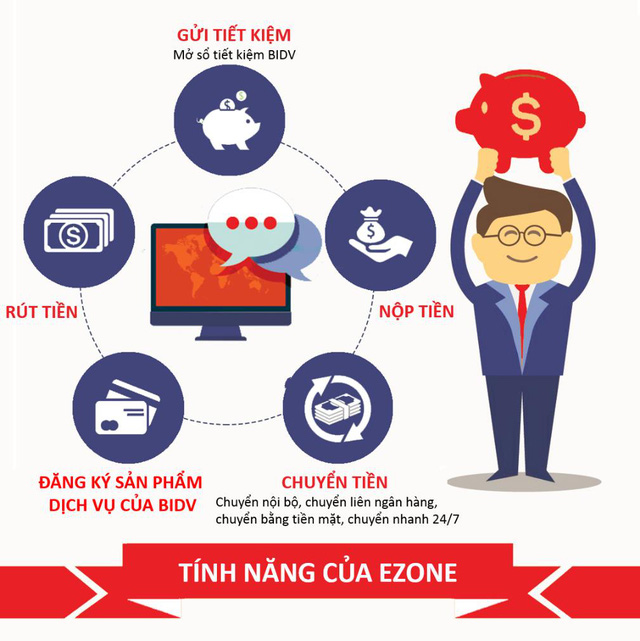 GỬI TIẾT KIỆM
Mở sổ tiết kiệm BIDV
RÚT TIỀN
NỘP TIỀN
ĐĂNG KÝ SẢN PHẨM
DỊCH VỤ CỦA BIDV
CHUYỂN TIỀN
Chuyển nội bộ, chuyển liên ngân hàng,
chuyển bằng tiền mặt, chuyển nhanh 24/7
TÍNH NĂNG CỦA EZONE